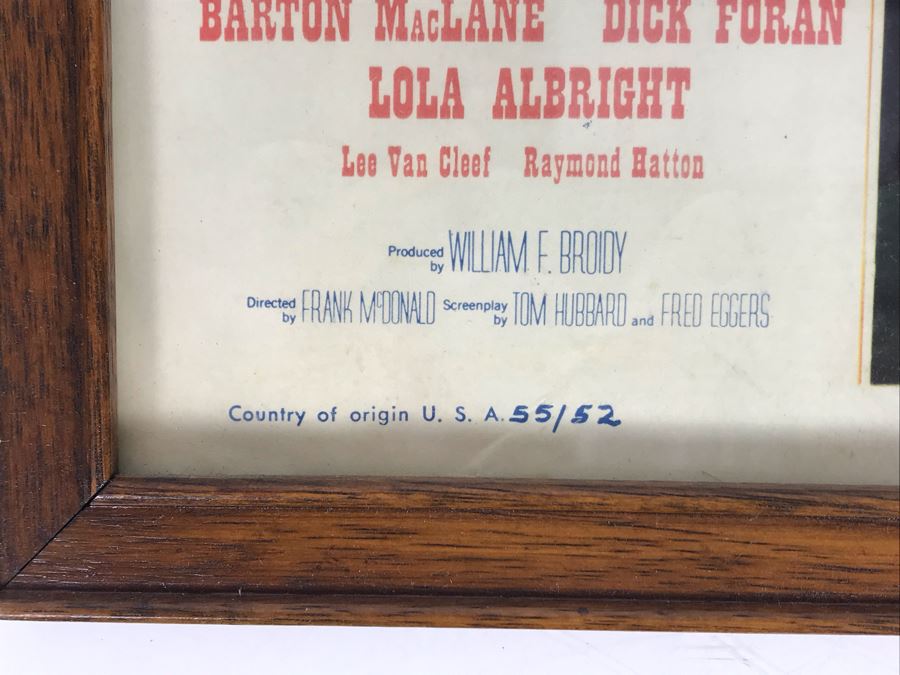 BARTON MacLANE DICK FORAN
LOLA ALBRIGHT
Lee Van Cleef Raymond Hatton
Produced by WILLIAM F. BROIDY
Directed by FRANK McDONALD Screenplay by TOM HUBBARD and FRED EGGERS
Country of origin U. S. A. 55/52